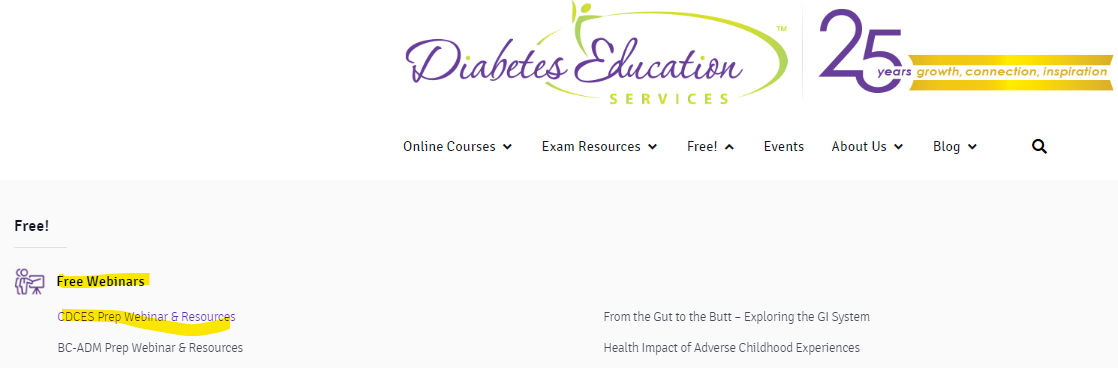 Diabetes Education ™
SERVICES
25
years growth, connection, inspiration
Online Courses Exam Resources Free! Events About Us Blog
Free!
Free Webinars
CDCES Prep Webinar & Resources
From the Gut to the Butt – Exploring the GI System
BC-ADM Prep Webinar & Resources
Health Impact of Adverse Childhood Experiences